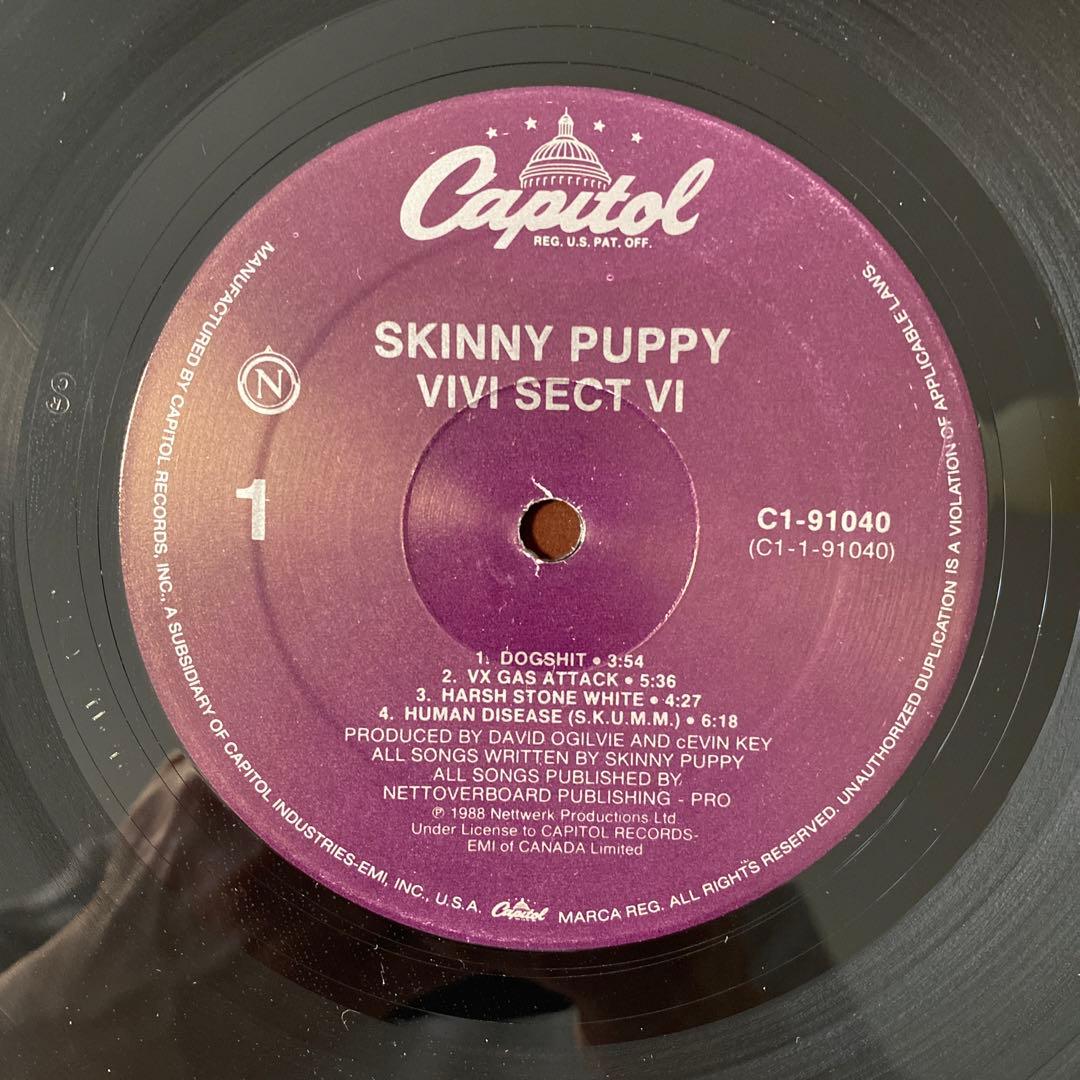 Capitol
REG. U.S. PAT. OFF.
SKINNY PUPPY
VIVI SECT VI
N
1
C1-91040
(C1-1-91040)
1. DOGSHIT • 3:54
2. VX GAS ATTACK • 5:36
3. HARSH STONE WHITE • 4:27
4. HUMAN DISEASE (S.K.U.M.M.) • 6:18
PRODUCED BY DAVID OGILVIE AND cEVIN KEY
ALL SONGS WRITTEN BY SKINNY PUPPY
ALL SONGS PUBLISHED BY
NETTOVERBOARD PUBLISHING - PRO
℗ 1988 Nettwerk Productions Ltd.
Under License to CAPITOL RECORDS-
EMI of CANADA Limited
MANUFACTURED BY CAPITOL RECORDS, INC., A SUBSIDIARY OF CAPITOL INDUSTRIES-EMI, INC., U.S.A. Capitol MARCA REG. ALL RIGHTS RESERVED. UNAUTHORIZED DUPLICATION IS A VIOLATION OF APPLICABLE LAWS.